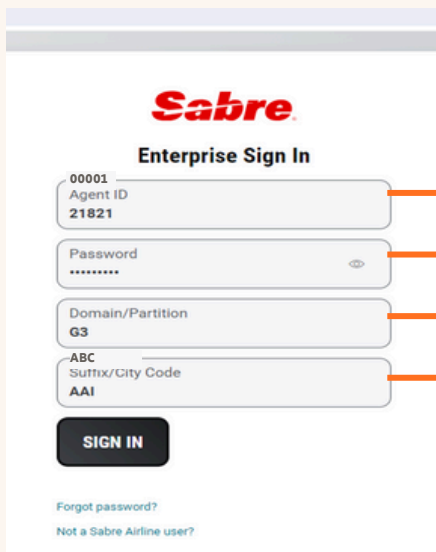 Sabre
Enterprise Sign In
00001
Agent ID
21821
Password
•••••••••
Domain/Partition
G3
ABC
Suffix/City Code
AAI
SIGN IN
Forgot password?
Not a Sabre Airline user?